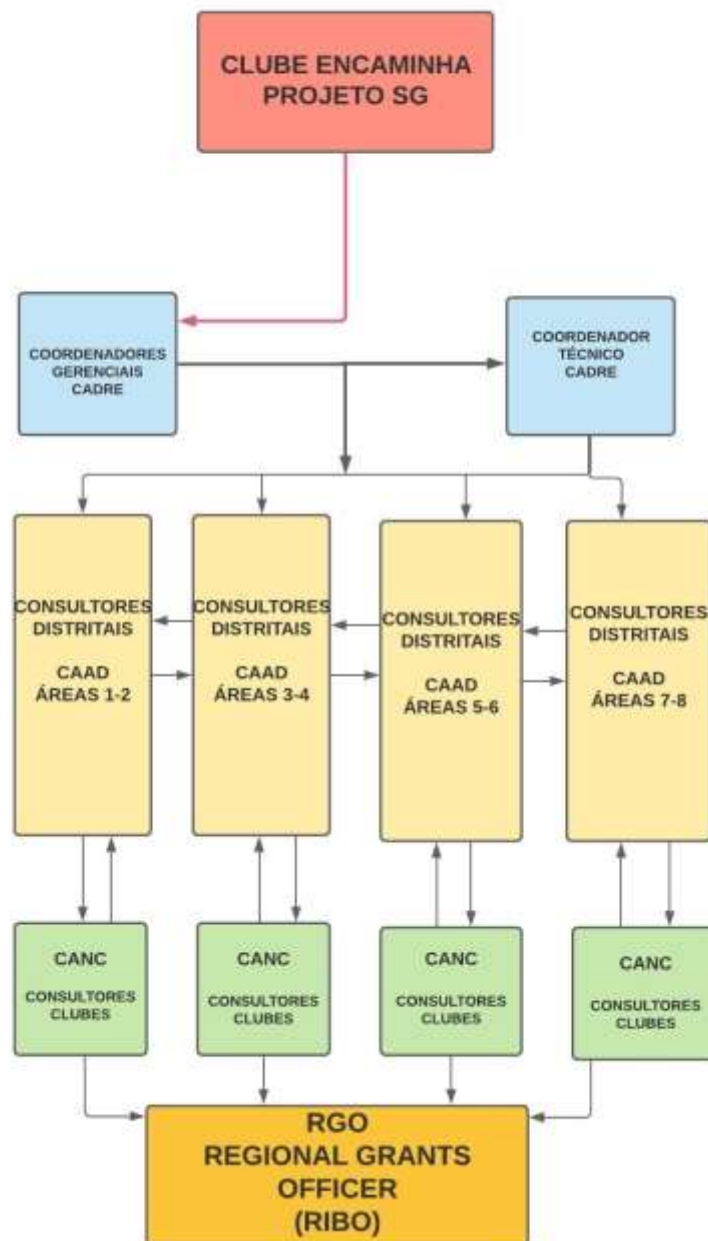 CLUBE ENCAMINHA
PROJETO SG
COORDENADORES
GERENCIAIS
CADRE
COORDENADOR
TÉCNICO
CADRE
CONSULTORES
DISTRITAIS
CAAD
ÁREAS 1-2
CONSULTORES
DISTRITAIS
CAAD
ÁREAS 3-4
CONSULTORES
DISTRITAIS
CAAD
ÁREAS 5-6
CONSULTORES
DISTRITAIS
CAAD
ÁREAS 7-8
CANC
CONSULTORES
CLUBES
CANC
CONSULTORES
CLUBES
CANC
CONSULTORES
CLUBES
CANC
CONSULTORES
CLUBES
RGO
REGIONAL GRANTS
OFFICER
(RIBO)